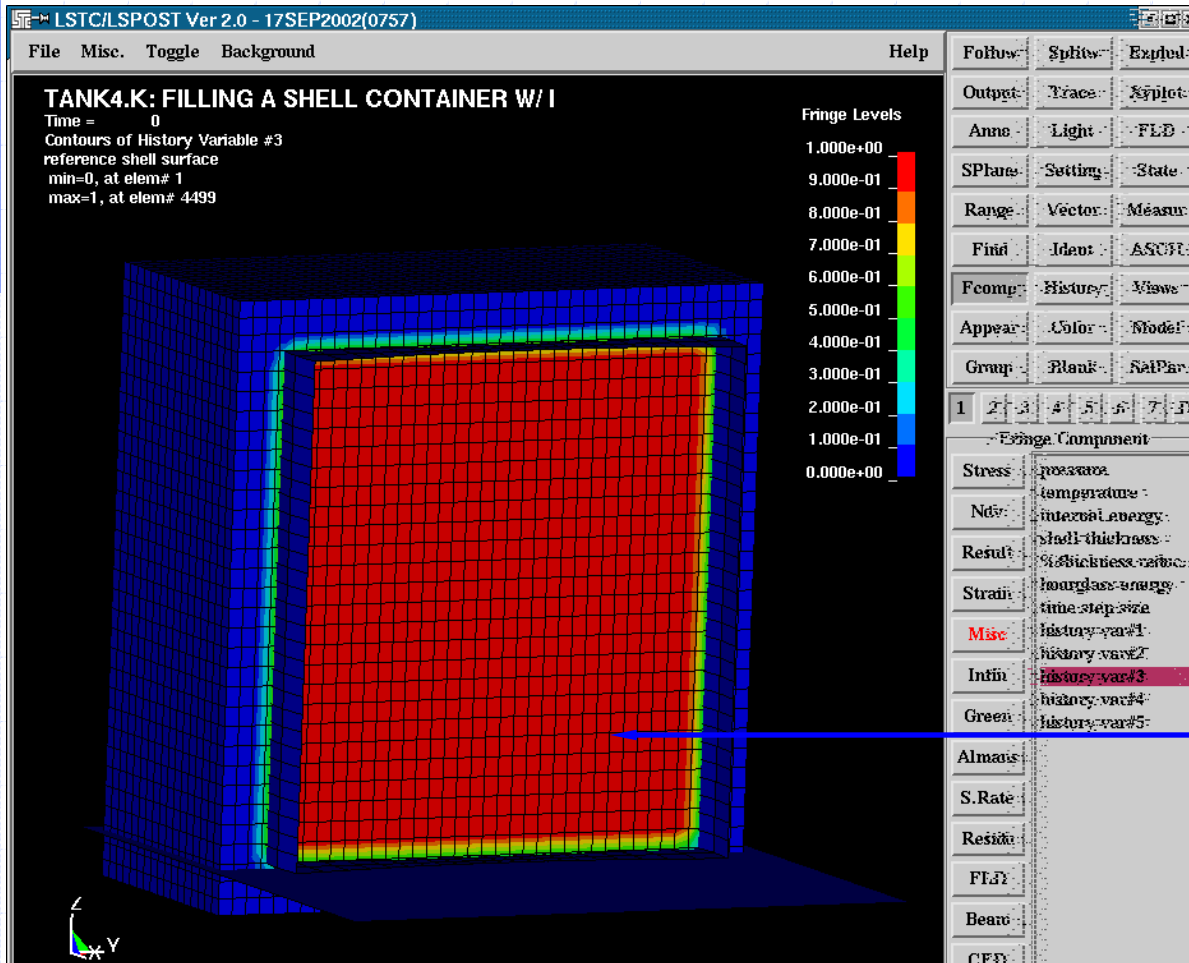 LSTC/LSPOST Ver 2.0 - 17SEP2002(0757)
File Misc. Toggle Background Help
TANK4.K: FILLING A SHELL CONTAINER W/ I
Time = 0
Contours of History Variable #3
reference shell surface
min=0, at elem# 1
max=1, at elem# 4499
Fringe Levels
1.000e+00
9.000e-01
8.000e-01
7.000e-01
6.000e-01
5.000e-01
4.000e-01
3.000e-01
2.000e-01
1.000e-01
0.000e+00
Z
X Y
Follow Splitw Explod
Output Trace Xyplot
Anno Light FLD
SPlane Setting State
Range Vector Measur
Find Ident ASCII
Fcomp History Views
Appear Color Model
Group Blank SelPar
1 2 3 4 5 6 7 D
Fringe Component
Stress
Ndv
Result
Strain
Misc
Infin
Green
Almans
S.Rate
Residu
FLD
Beam
CFD
pressure
temperature
internal energy
shell thickness
hourglass energy
time step size
history var#1
history var#2
history var#3
history var#4
history var#5